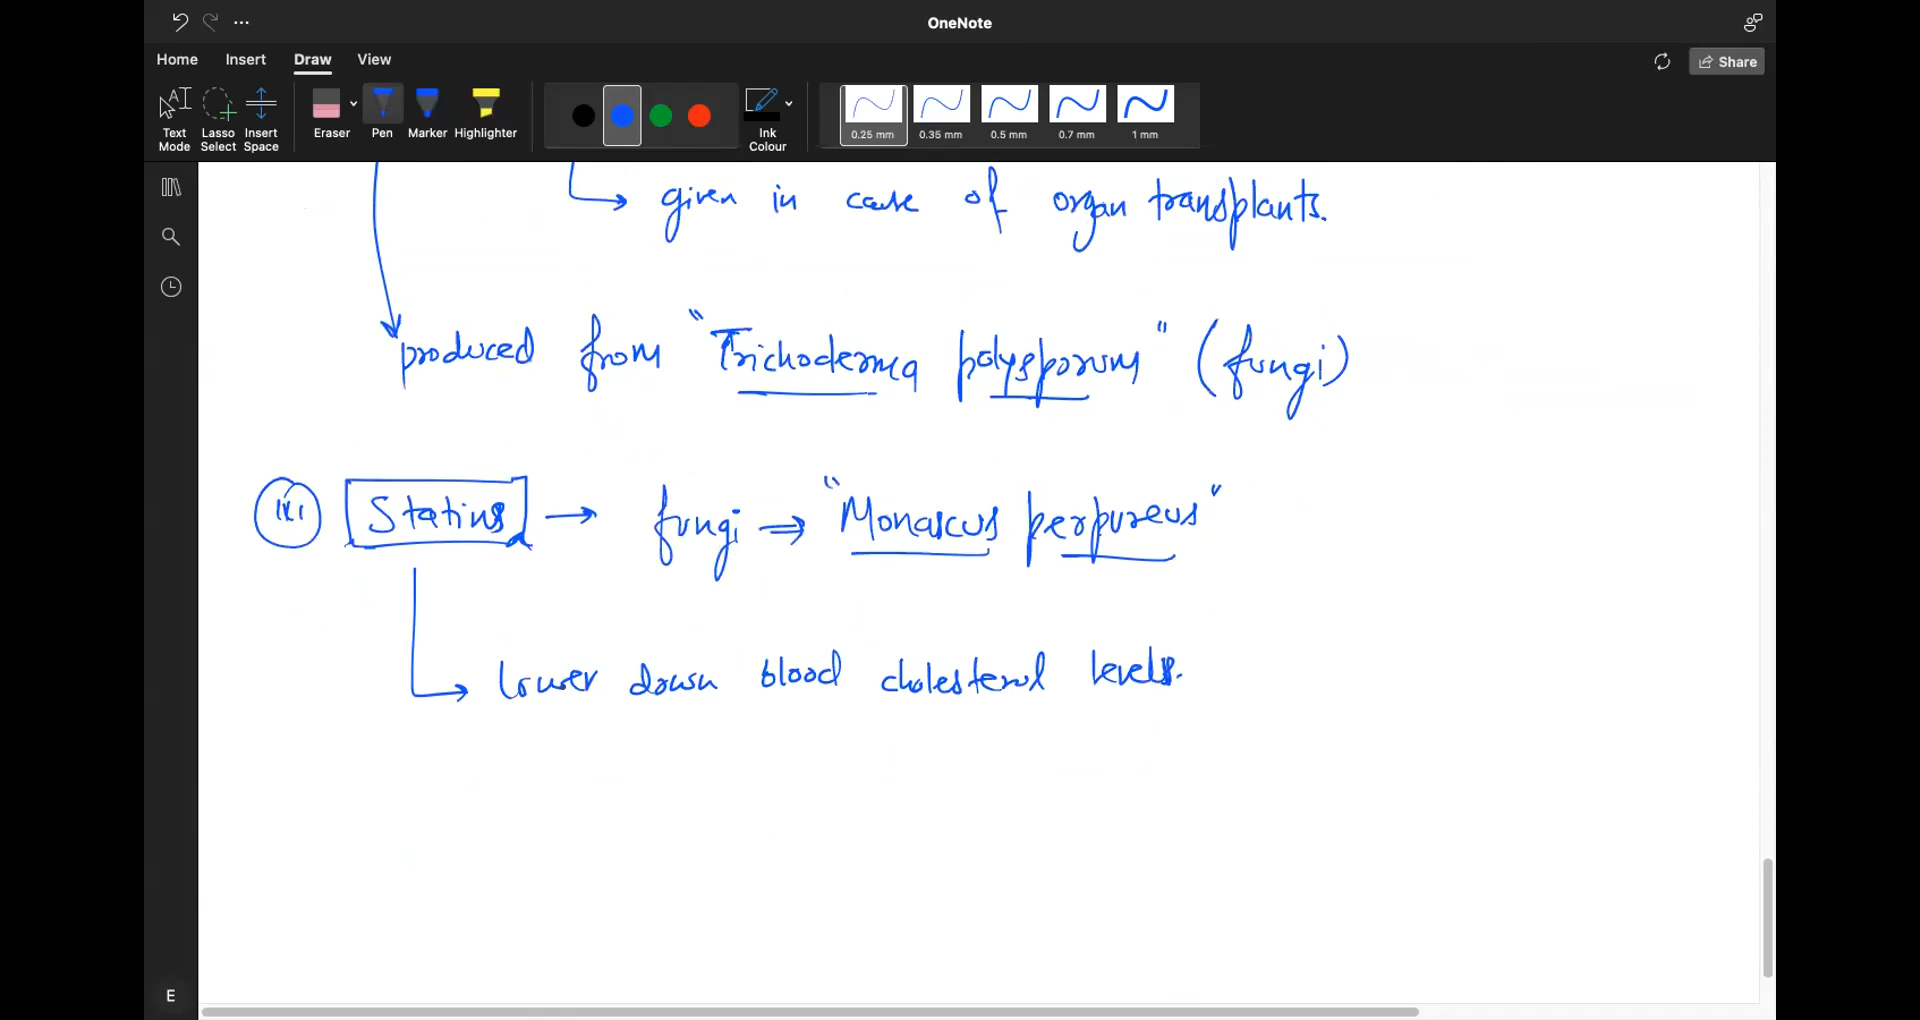 OneNote
Home Insert Draw View
Share
Text Mode Lasso Select Insert Space Eraser Pen Marker Highlighter Ink Colour 0.25 mm 0.35 mm 0.5 mm 0.7 mm 1 mm
given in case of organ transplants.
produced from "Trichoderma polysporum" (fungi)
Statins → fungi ⇒ "Monascus perpureus"
lower down blood cholesterol levels.
E